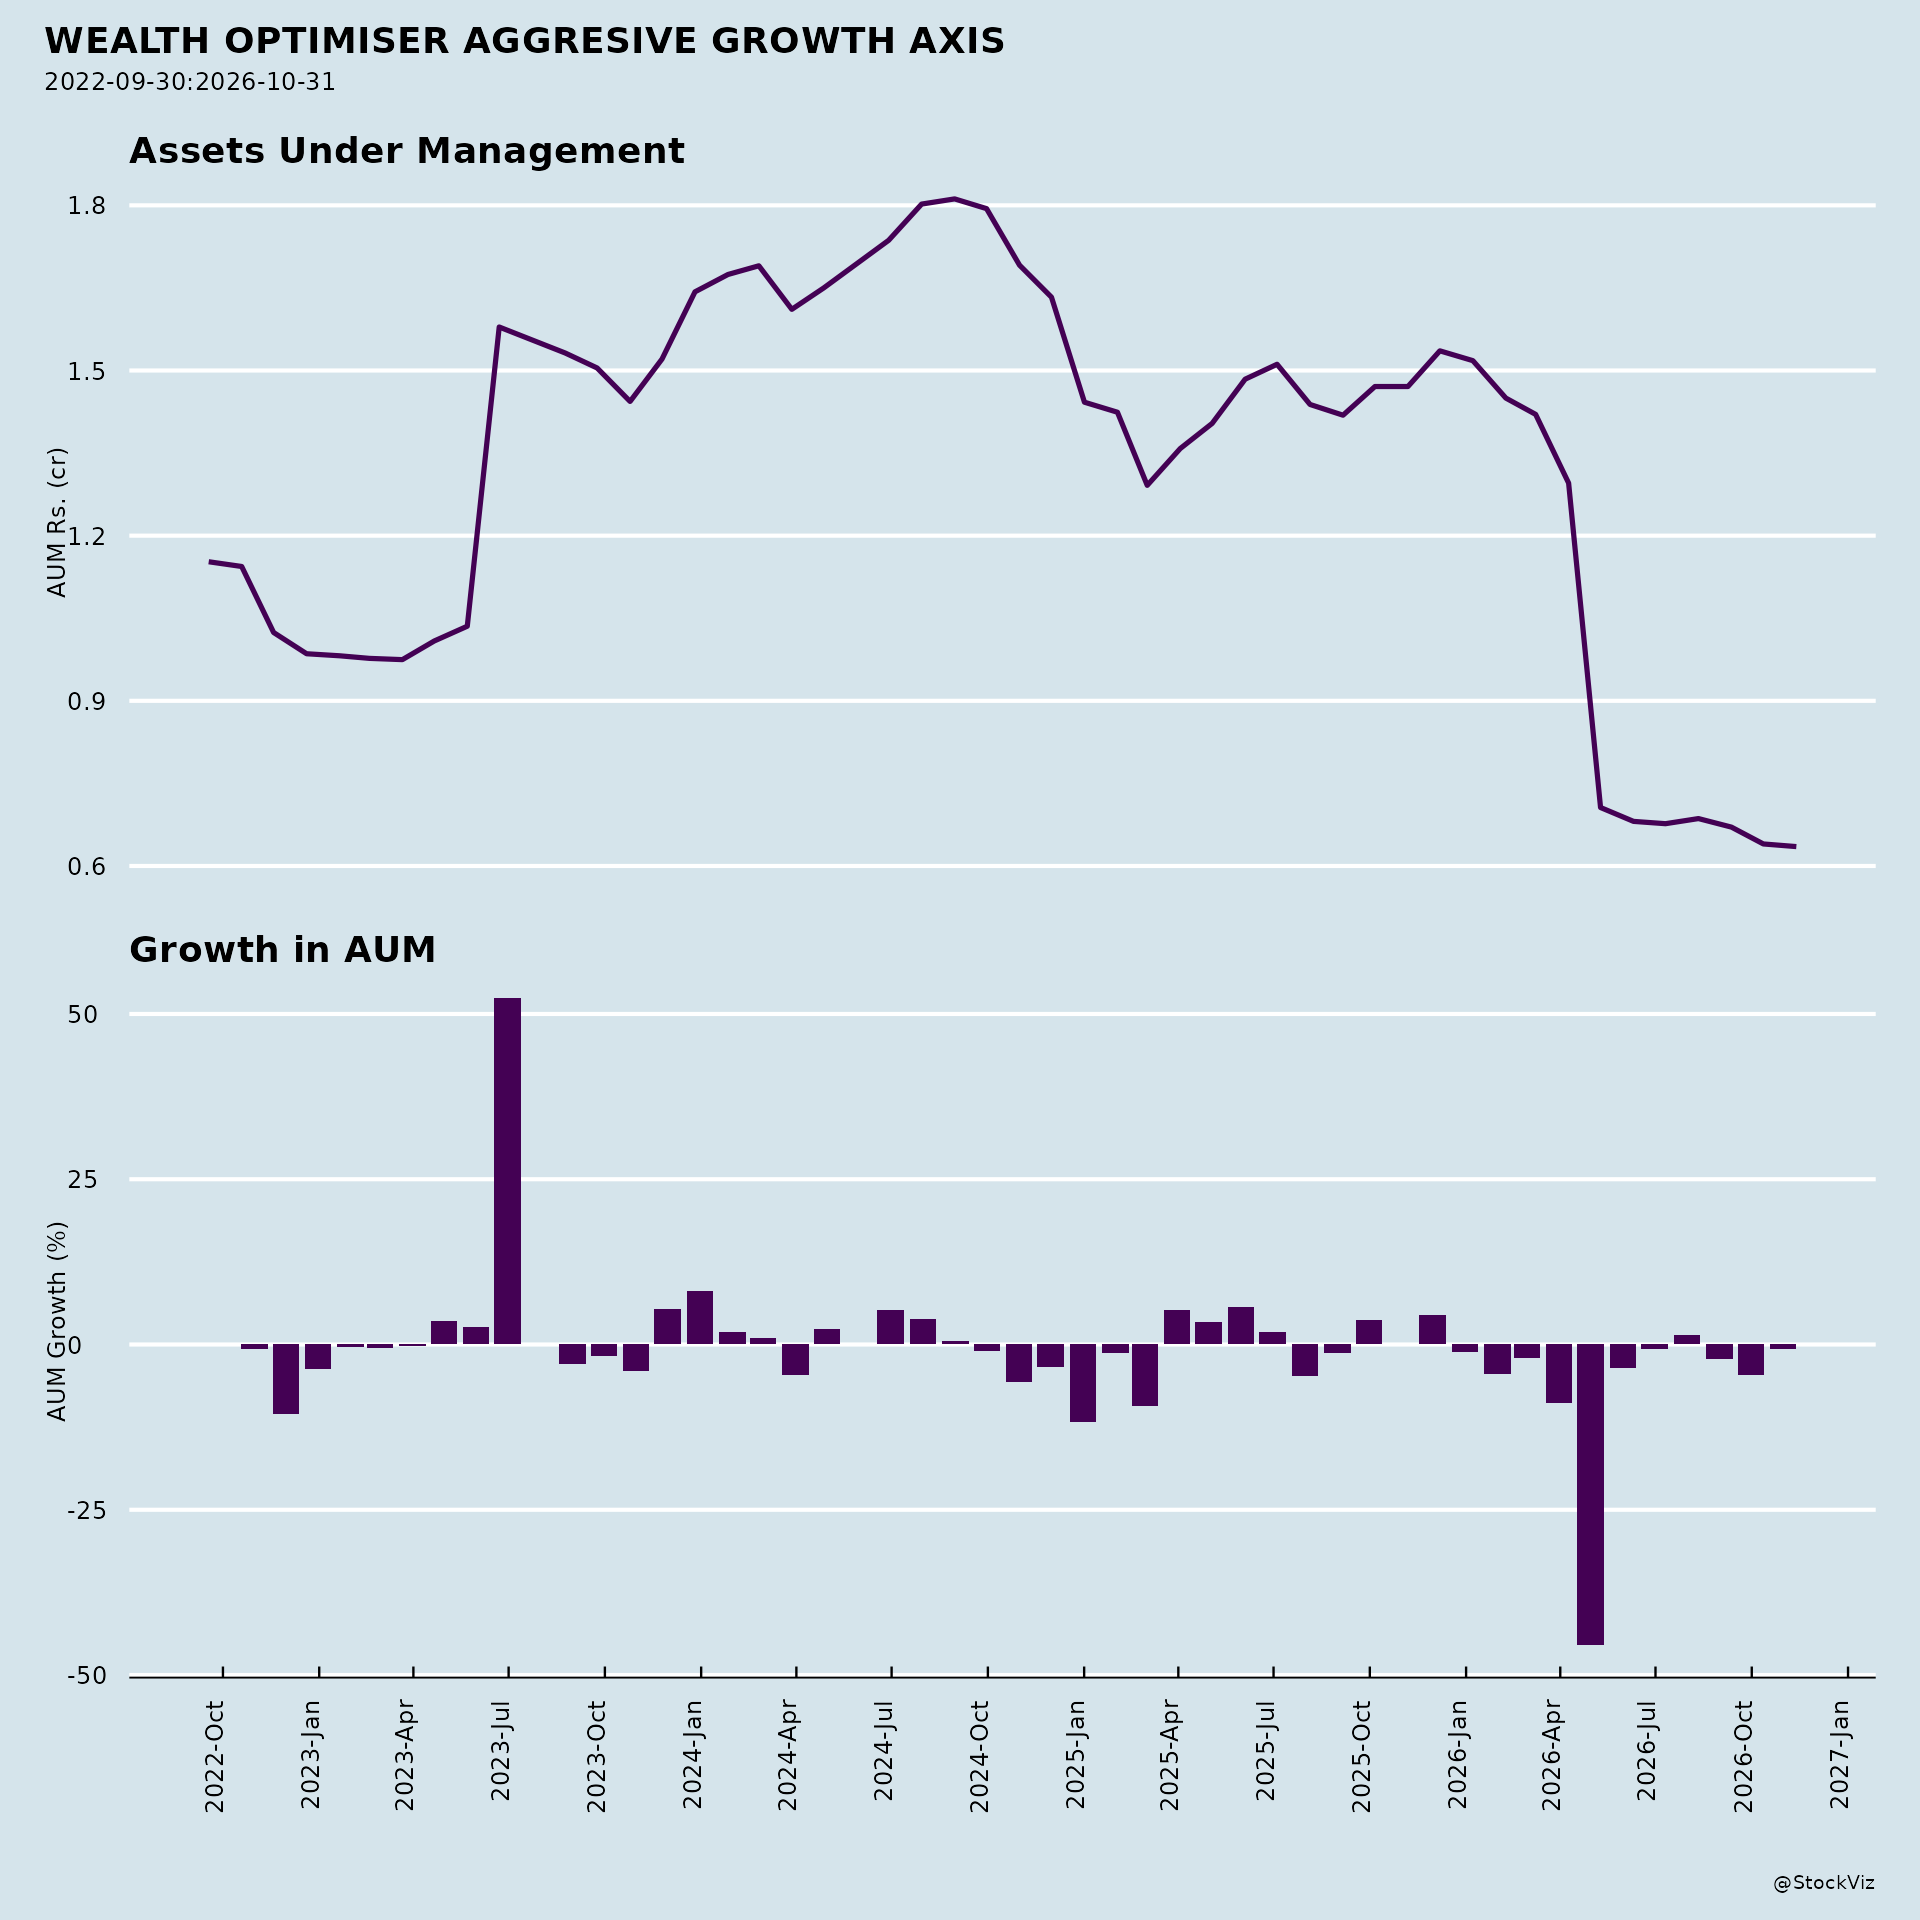 WEALTH OPTIMISER AGGRESIVE GROWTH AXIS
2022-09-30:2026-10-31
Assets Under Management
AUM Rs. (cr)
1.8
1.5
1.2
0.9
0.6
Growth in AUM
AUM Growth (%)
50
25
0
-25
-50
2022-Oct
2023-Jan
2023-Apr
2023-Jul
2023-Oct
2024-Jan
2024-Apr
2024-Jul
2024-Oct
2025-Jan
2025-Apr
2025-Jul
2025-Oct
2026-Jan
2026-Apr
2026-Jul
2026-Oct
2027-Jan
@StockViz